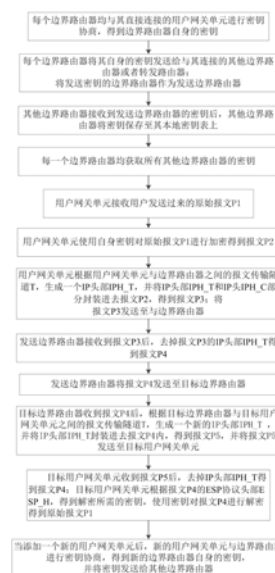 每个边界路由器均与其直接连接的用户网关单元进行密钥
协商，得到边界路由器自身的密钥
每个边界路由器将其自身的密钥发送给与其连接的其他边界
路由器或者转发路由器；
将发送密钥的边界路由器作为发送边界路由器
其他边界路由器接收到发送边界路由器的密钥后，其他边界
路由器将密钥保存至其本地密钥表上
每一个边界路由器均获取所有其他边界路由器的密钥
用户网关单元接收用户发送过来的原始报文P1
用户网关单元使用自身密钥对原始报文P1进行加密得到报文P2
用户网关单元根据用户网关单元与边界路由器之间的报文传输隧
道T，生成一个IP头部IPH_T，并将IPH_T和IP头IPH_C部
分封装进去报文P2，得到报文P3；将
报文P3发送至与边界路由器
发送边界路由器接收到报文P3后，去掉报文P3的IP头部IPH_T得
到报文P4
发送边界路由器将报文P4发送至目标边界路由器
目标边界路由器收到报文P4后，根据目标边界路由器与目标用户
网关单元之间的报文传输隧道T，生成一个新的IP头部IPH_T，
并将IP头部IPH_T封装进去报文P4内，得到报文P5，并将报文P5
发送至目标用户网关单元
目标用户网关单元收到报文P5后，去掉IP头部IPH_T得
到报文P4；目标用户网关单元根据报文P4的ESP协议头部E
SP_H，得到解密所需的密钥，使用密钥对报文P4进行解密
得到原始报文P1
当添加一个新的用户网关单元后，新的用户网关单元与边界路由器
进行密钥协商，得到新的边界路由器自身的密钥，
并将密钥发送给其他边界路由器